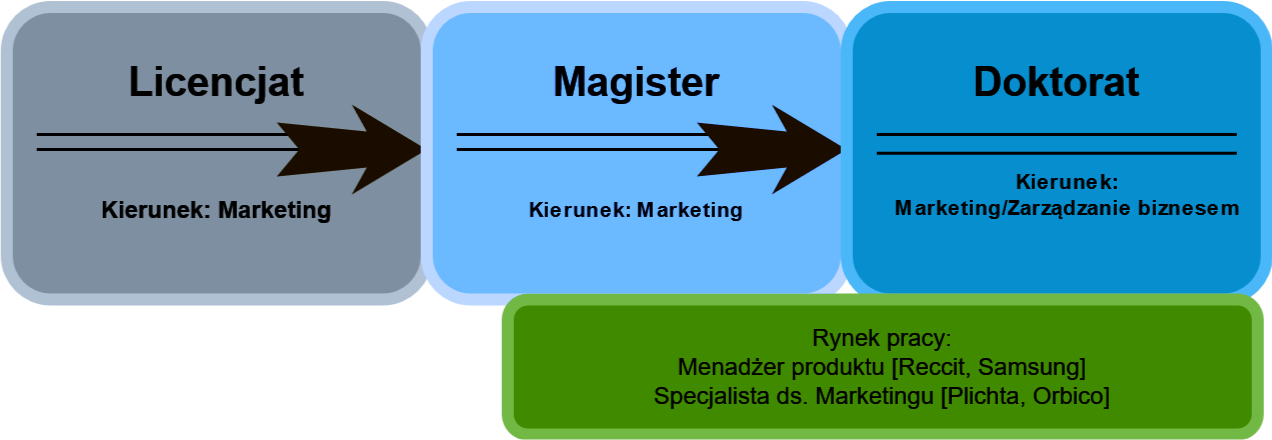 Licencjat
Kierunek: Marketing
Magister
Kierunek: Marketing
Doktorat
Kierunek:
Marketing/Zarządzanie biznesem
Rynek pracy:
Menadżer produktu [Reccit, Samsung]
Specjalista ds. Marketingu [Plichta, Orbico]